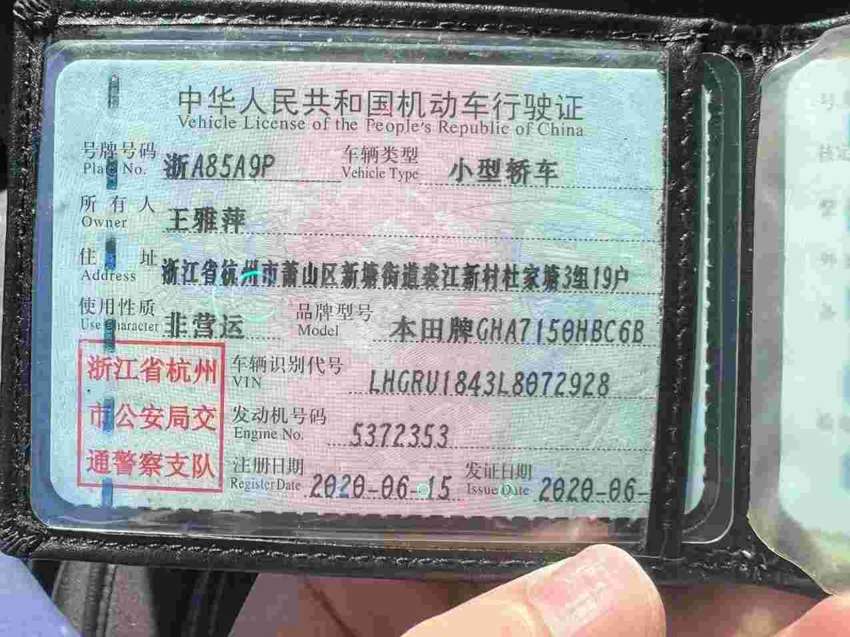 中华人民共和国机动车行驶证
Vehicle License of the People's Republic of China
号牌号码 浙A85A9P 车辆类型 小型轿车
Plate No. Vehicle Type
所有人 王雅萍
Owner
住址 浙江省杭州市萧山区新塘街道裘江新村杜家塘3组19户
Address
使用性质 非营运 品牌型号 本田牌GHA7150HBC6B
Use Character Model
浙江省杭州 车辆识别代号 LHGRU1843L8072928
VIN
市公安局交 发动机号码 5372353
Engine No.
通警察支队 注册日期 2020-06-15 发证日期 2020-06-
Register Date Issue Date